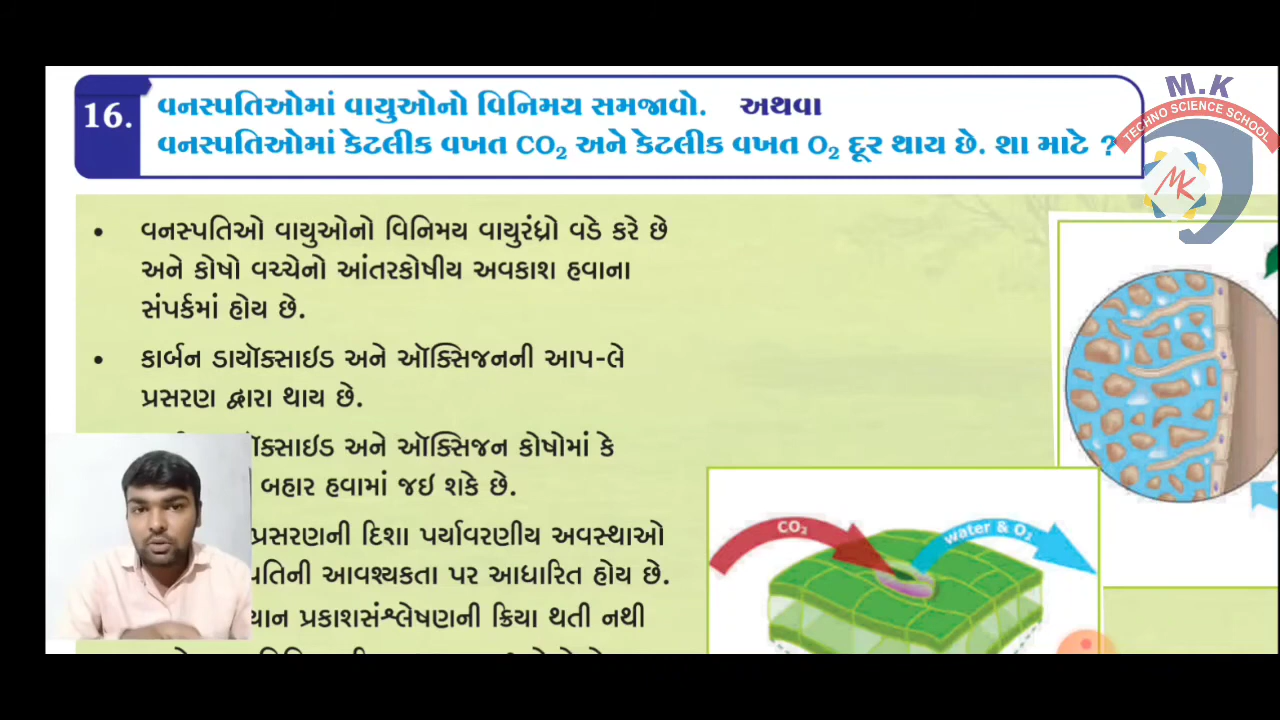 16.
વનસ્પતિઓમાં વાયુઓનો વિનિમય સમજાવો. અથવા
વનસ્પતિઓમાં કેટલીક વખત CO₂ અને કેટલીક વખત O₂ દૂર થાય છે. શા માટે ?
M.K
TECHNO SCIENCE SCHOOL
MK
• વનસ્પતિઓ વાયુઓનો વિનિમય વાયુરંધ્રો વડે કરે છે
અને કોષો વચ્ચેનો આંતરકોષીય અવકાશ હવાના
સંપર્કમાં હોય છે.
• કાર્બન ડાયૉક્સાઇડ અને ઑક્સિજનની આપ-લે
પ્રસરણ દ્વારા થાય છે.
અને ઑક્સિજન કોષોમાં કે
બહાર હવામાં જઇ શકે છે.
પ્રસરણની દિશા પર્યાવરણીય અવસ્થાઓ
આવશ્યકતા પર આધારિત હોય છે.
પ્રકાશસંશ્લેષણની ક્રિયા થતી નથી
CO₂
water & O₂